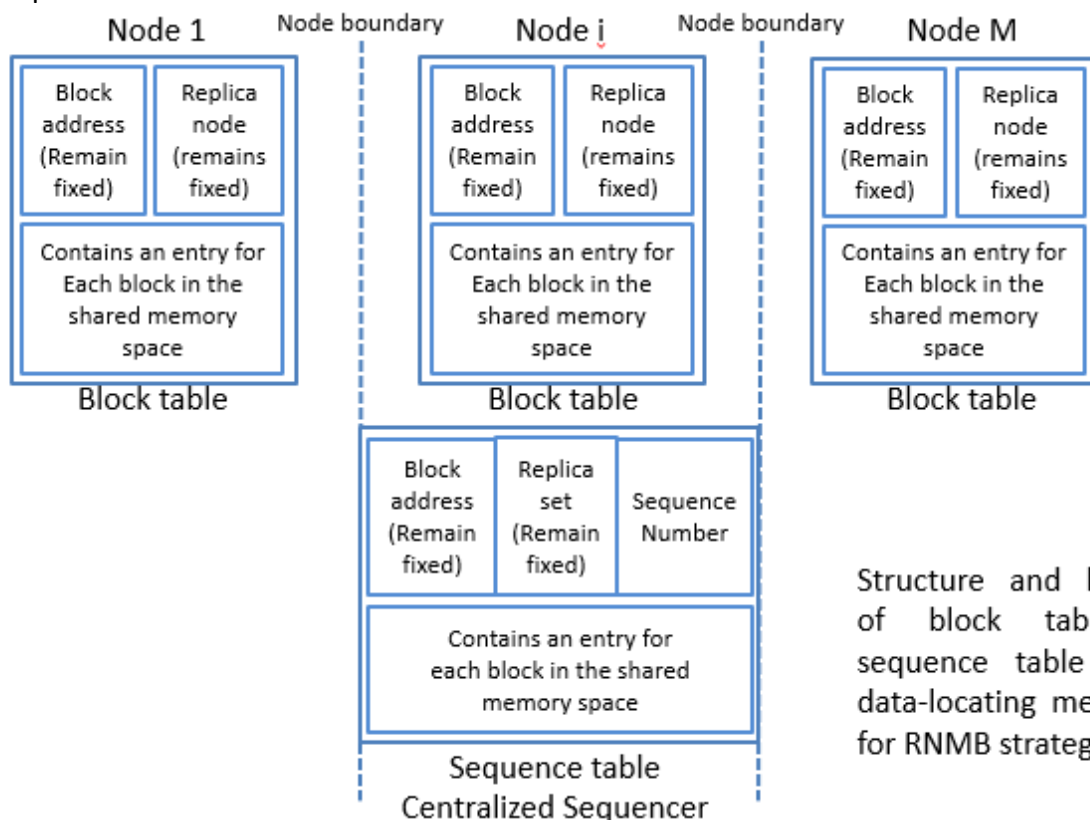 Node 1
Node boundary
Node i
Node boundary
Node M
Block
address
(Remain
fixed)
Replica
node
(remains
fixed)
Contains an entry for
Each block in the
shared memory
space
Block table
Block
address
(Remain
fixed)
Replica
node
(remains
fixed)
Contains an entry for
Each block in the
shared memory
space
Block table
Block
address
(Remain
fixed)
Replica
node
(remains
fixed)
Contains an entry for
Each block in the
shared memory
space
Block table
Block
address
(Remain
fixed)
Replica
set
(Remain
fixed)
Sequence
Number
Contains an entry for
each block in the shared
memory space
Sequence table
Centralized Sequencer
Structure and
of block
sequence table
data-locating
for RNMB